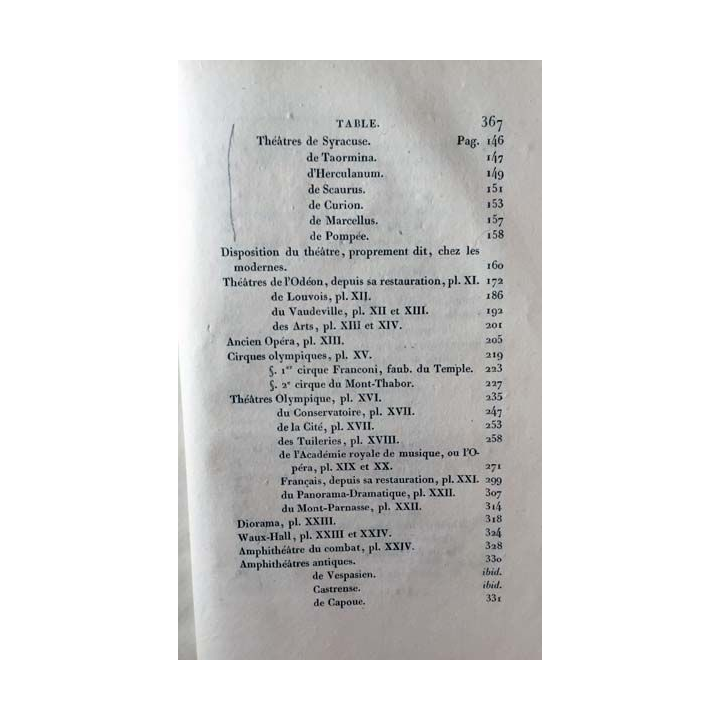 TABLE. 367
Théâtres de Syracuse. Pag. 146
de Taormina. 147
d'Herculanum. 149
de Scaurus. 151
de Curion. 153
de Marcellus. 157
de Pompée. 158
Disposition du théâtre, proprement dit, chez les
modernes. 160
Théâtres de l'Odéon, depuis sa restauration, pl. XI. 172
de Louvois, pl. XII. 186
du Vaudeville, pl. XII et XIII. 192
des Arts, pl. XIII et XIV. 201
Ancien Opéra, pl. XIII. 205
Cirques olympiques, pl. XV. 219
§. 1er cirque Franconi, faub. du Temple. 223
§. 2e cirque du Mont-Thabor. 227
Théâtres Olympique, pl. XVI. 235
du Conservatoire, pl. XVII. 247
de la Cité, pl. XVII. 253
des Tuileries, pl. XVIII. 258
de l'Académie royale de musique, ou l'O-
péra, pl. XIX et XX. 271
Français, depuis sa restauration, pl. XXI. 299
du Panorama-Dramatique, pl. XXII. 307
du Mont-Parnasse, pl. XXII. 314
Diorama, pl. XXIII. 318
Waux-Hall, pl. XXIII et XXIV. 324
Amphithéâtre du combat, pl. XXIV. 328
Amphithéâtres antiques. 330
de Vespasien. ibid.
Castrense. ibid.
de Capoue. 331